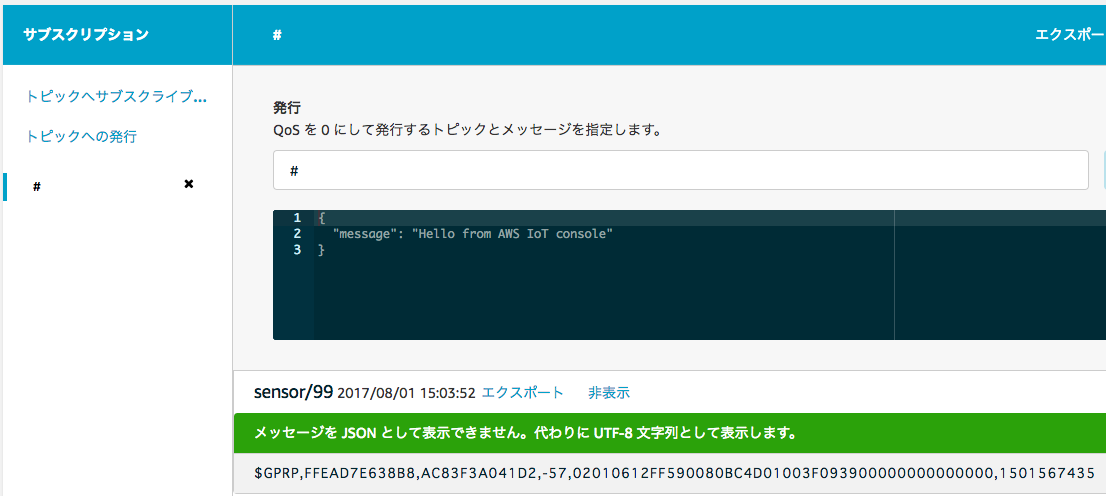 サブスクリプション
#
エクスポー
トピックへサブスクライブ...
トピックへの発行
#
発行
QoS を 0 にして発行するトピックとメッセージを指定します。
#
1 {
2 "message": "Hello from AWS IoT console"
3 }
sensor/99 2017/08/01 15:03:52 エクスポート 非表示
メッセージを JSON として表示できません。代わりに UTF-8 文字列として表示します。
$GPRP,FFEAD7E638B8,AC83F3A041D2,-57,02010612FF590080BC4D01003F093900000000000000,1501567435